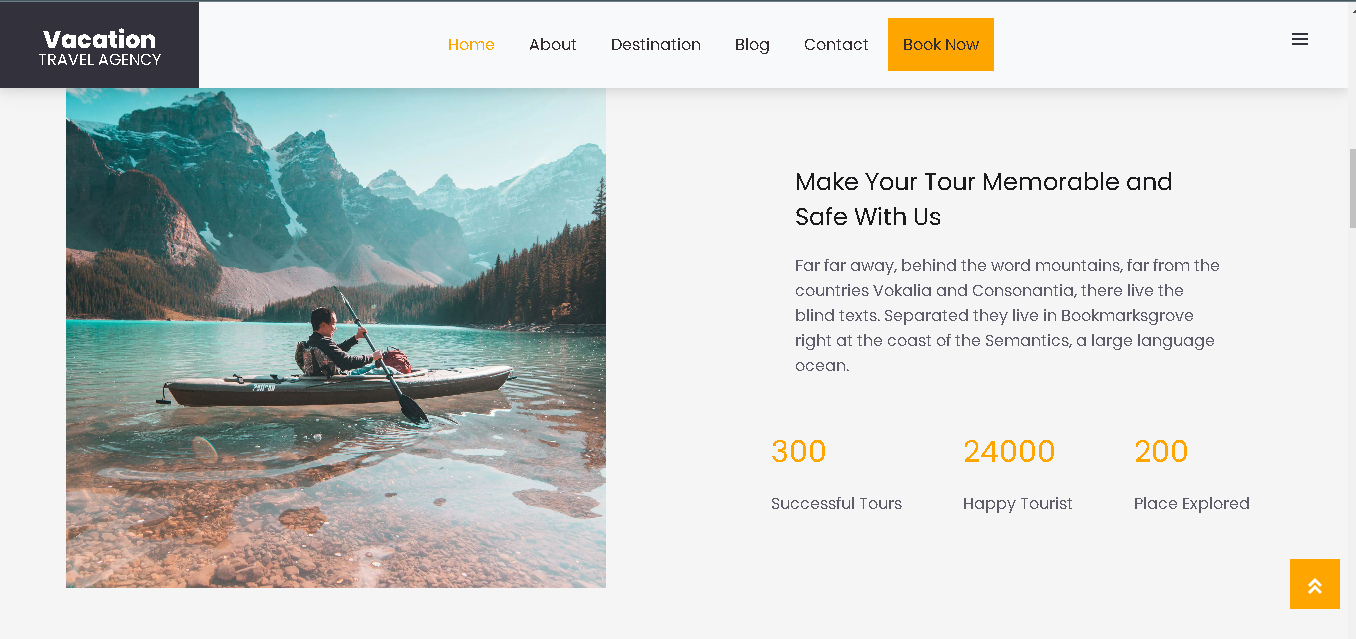 Vacation
TRAVEL AGENCY
Home About Destination Blog Contact Book Now
Make Your Tour Memorable and
Safe With Us
Far far away, behind the word mountains, far from the
countries Vokalia and Consonantia, there live the
blind texts. Separated they live in Bookmarksgrove
right at the coast of the Semantics, a large language
ocean.
300 24000 200
Successful Tours Happy Tourist Place Explored